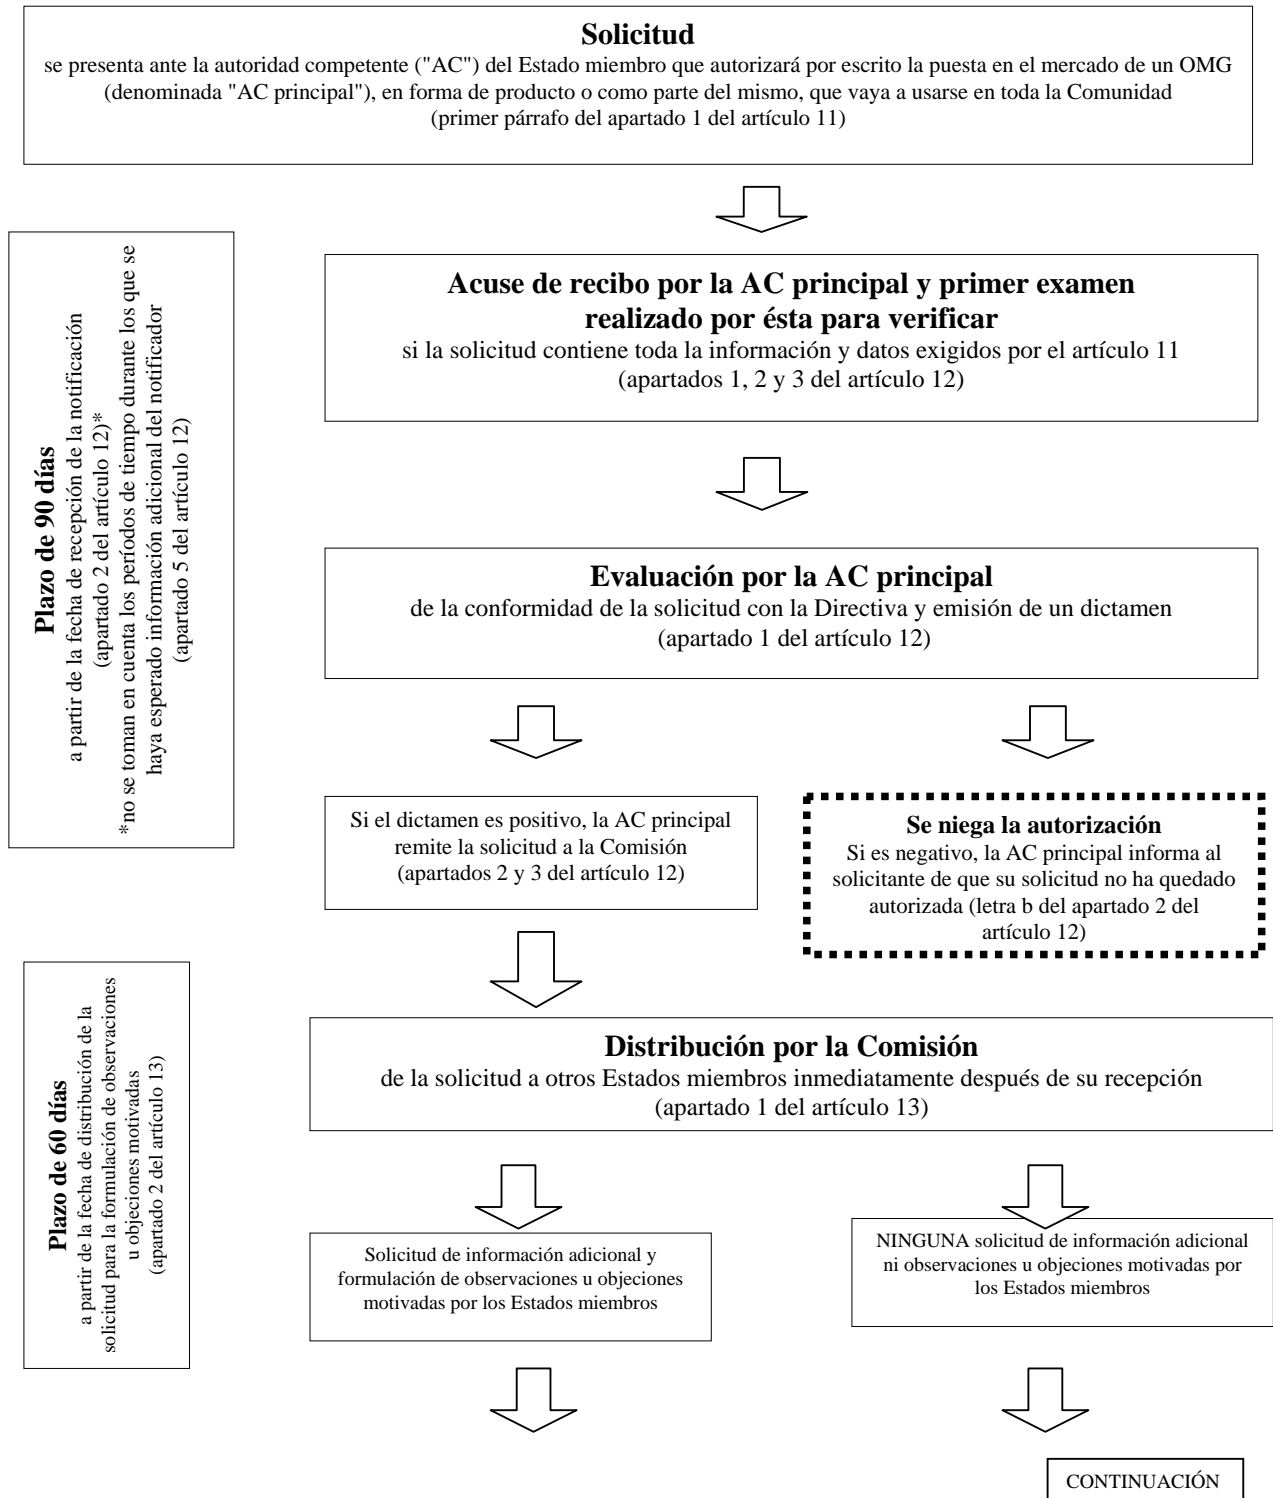 Solicitud
se presenta ante la autoridad competente ("AC") del Estado miembro que autorizará por escrito la puesta en el mercado de un OMG
(denominada "AC principal"), en forma de producto o como parte del mismo, que vaya a usarse en toda la Comunidad
(primer párrafo del apartado 1 del artículo 11)
Plazo de 90 días
a partir de la fecha de recepción de la notificación
(apartado 2 del artículo 12)*
*no se toman en cuenta los períodos de tiempo durante los que se
haya esperado información adicional del notificador
(apartado 5 del artículo 12)
Acuse de recibo por la AC principal y primer examen
realizado por ésta para verificar
si la solicitud contiene toda la información y datos exigidos por el artículo 11
(apartados 1, 2 y 3 del artículo 12)
Evaluación por la AC principal
de la conformidad de la solicitud con la Directiva y emisión de un dictamen
(apartado 1 del artículo 12)
Si el dictamen es positivo, la AC principal
remite la solicitud a la Comisión
(apartados 2 y 3 del artículo 12)
Se niega la autorización
Si es negativo, la AC principal informa al
solicitante de que su solicitud no ha quedado
autorizada (letra b del apartado 2 del
artículo 12)
Plazo de 60 días
a partir de la fecha de distribución de la
solicitud para la formulación de observaciones
u objeciones motivadas
(apartado 2 del artículo 13)
Distribución por la Comisión
de la solicitud a otros Estados miembros inmediatamente después de su recepción
(apartado 1 del artículo 13)
Solicitud de información adicional y
formulación de observaciones u objeciones
motivadas por los Estados miembros
NINGUNA solicitud de información adicional
ni observaciones u objeciones motivadas por
los Estados miembros
CONTINUACIÓN